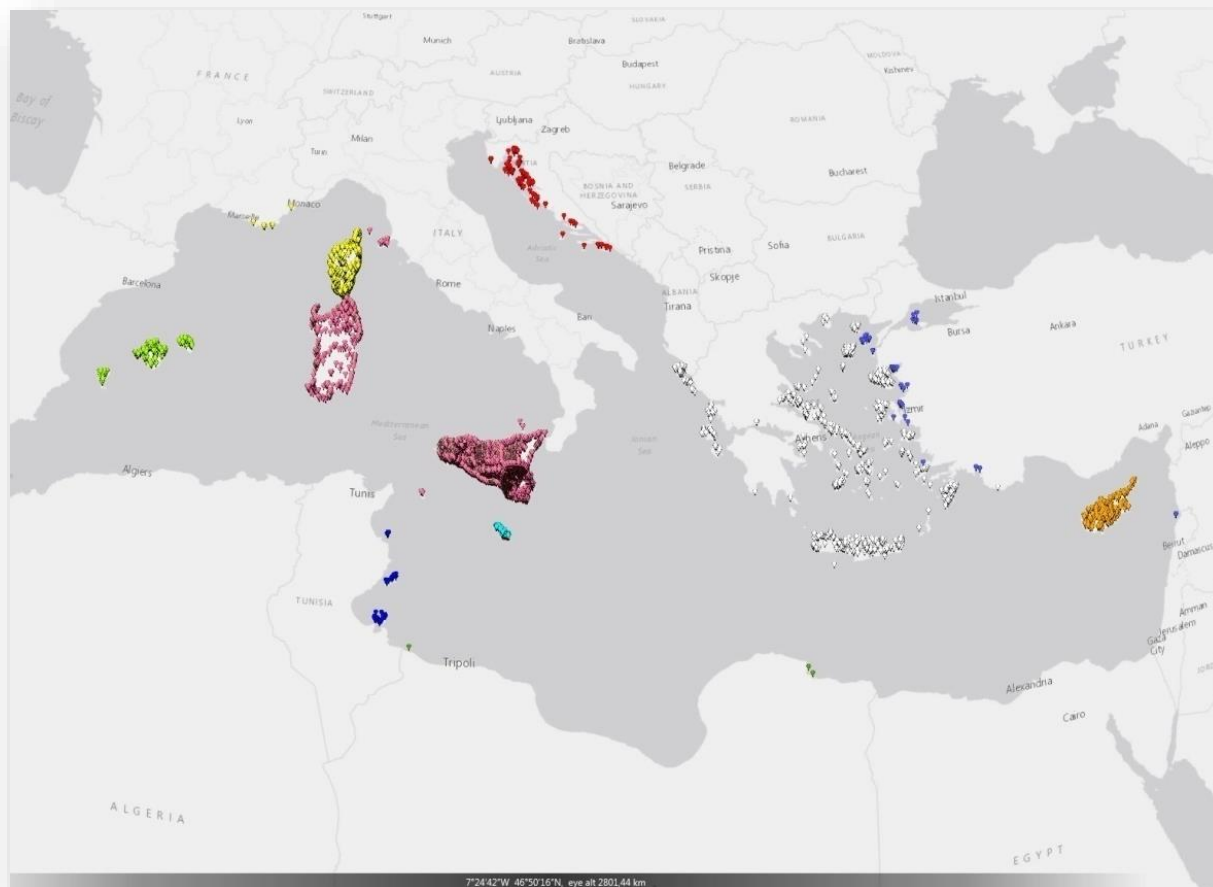 Stuttgart
SLOVAKIA
Munich
Bratislava
MOLDOVA
Budapest
Kishinev
FRANCE
AUSTRIA
HUNGARY
SWITZERLAND
Bay of
Biscay
Lyon
Ljubljana
Zagreb
ROMANIA
Milan
Turin
Belgrade
Bucharest
BOSNIA AND
HERZEGOVINA
SERBIA
Sarajevo
Monaco
Marseille
ITALY
Adriatic
Sea
Pristina
Sofia
BULGARIA
Skopje
Barcelona
Rome
ALBANIA
Tirana
Istanbul
Naples
Bari
Bursa
Ankara
TURKEY
Izmir
Mediterranean
Sea
Ionian
Sea
Athens
Adana
Gaziantep
Aleppo
Algiers
Tunis
Beirut
Damascus
TUNISIA
Amman
Jerusalem
Gaza
City
Tripoli
Alexandria
Cairo
ALGERIA
EGYPT
7°24'42"W 46°50'16"N, eye alt 2801.44 km